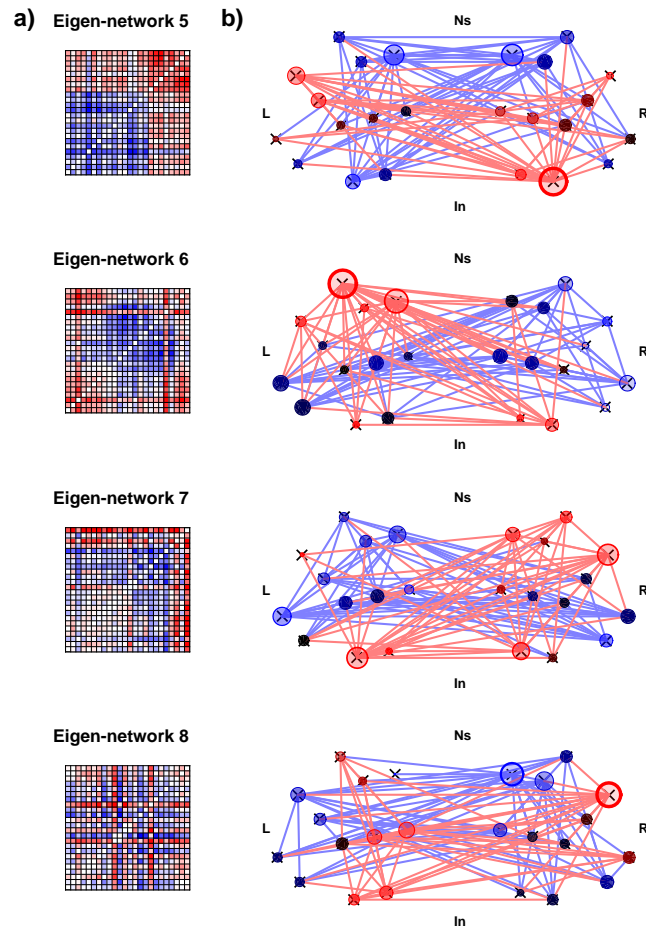 a)
b)
Eigen-network 5
Ns
L
R
In
Eigen-network 6
Ns
L
R
In
Eigen-network 7
Ns
L
R
In
Eigen-network 8
Ns
L
R
In